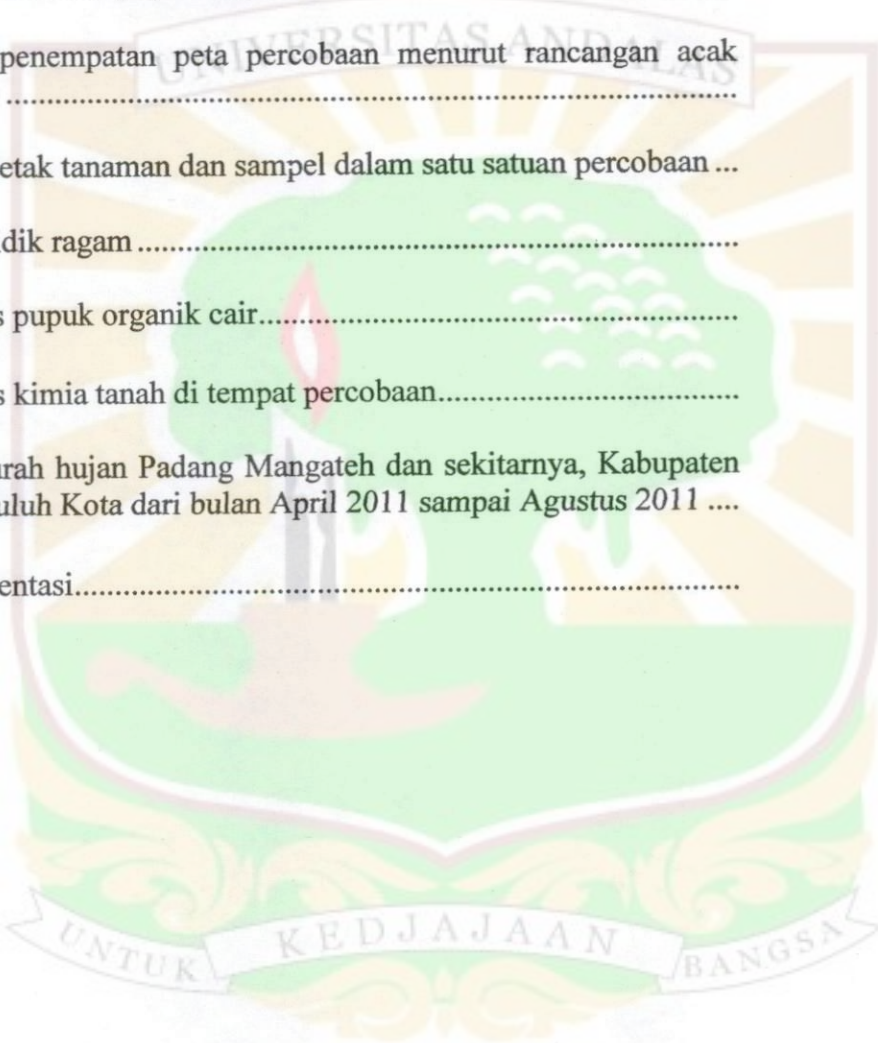 UNIVERSITAS ANDALAS
penempatan peta percobaan menurut rancangan acak
........................................................................................
etak tanaman dan sampel dalam satu satuan percobaan ...
dik ragam ........................................................................
s pupuk organik cair..........................................................
s kimia tanah di tempat percobaan....................................
rah hujan Padang Mangateh dan sekitarnya, Kabupaten
uluh Kota dari bulan April 2011 sampai Agustus 2011 ....
entasi................................................................................
UNTUK KEDJAJAAN BANGSA